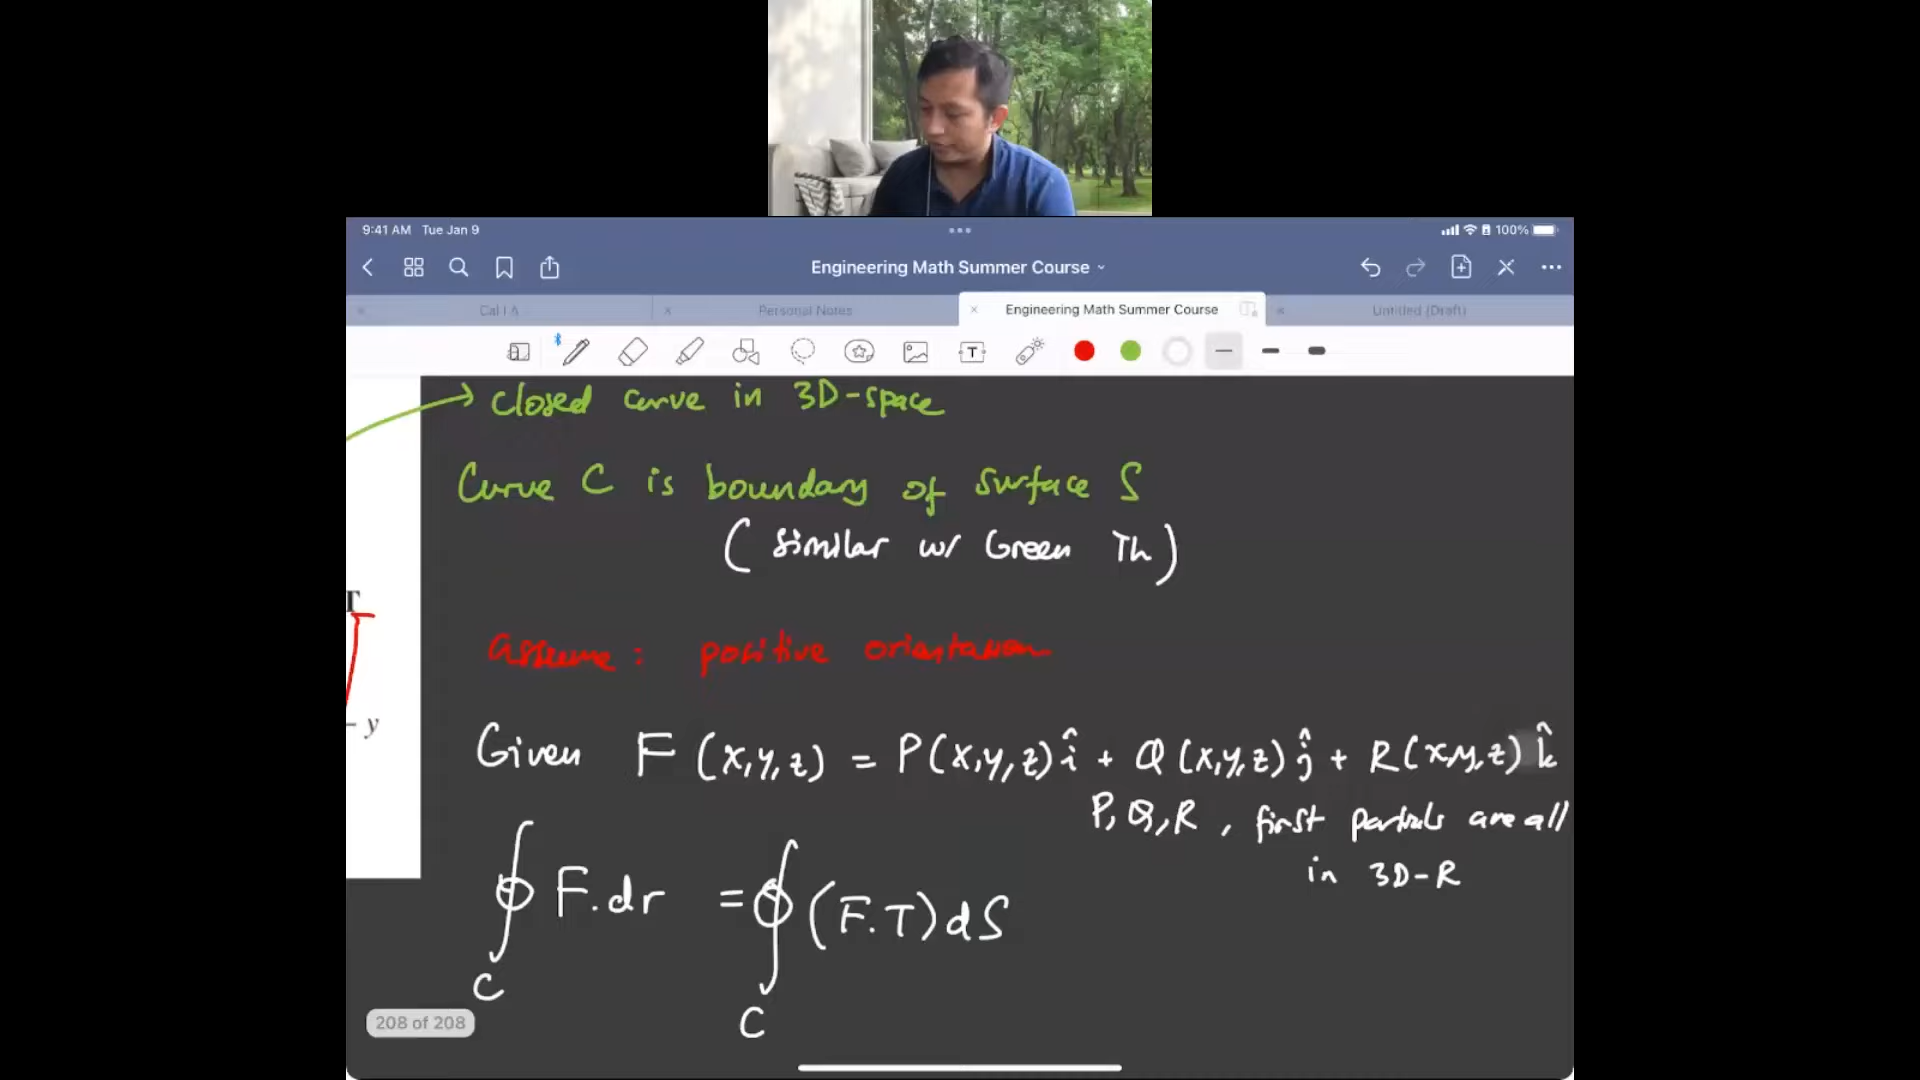 9:41 AM Tue Jan 9
100%
Engineering Math Summer Course
Cal I A
Personal Notes
Engineering Math Summer Course
Untitled (Draft)
T
closed curve in 3D-space
Curve C is boundary of surface S
(similar w/ Green Th)
T
assume: positive orientation
y
Given F(x,y,z) = P(x,y,z)î + Q(x,y,z)ĵ + R(x,y,z)k̂
P, Q, R, first partials are all
in 3D-R
∮ F.dr = ∮ (F.T)dS
C C
208 of 208